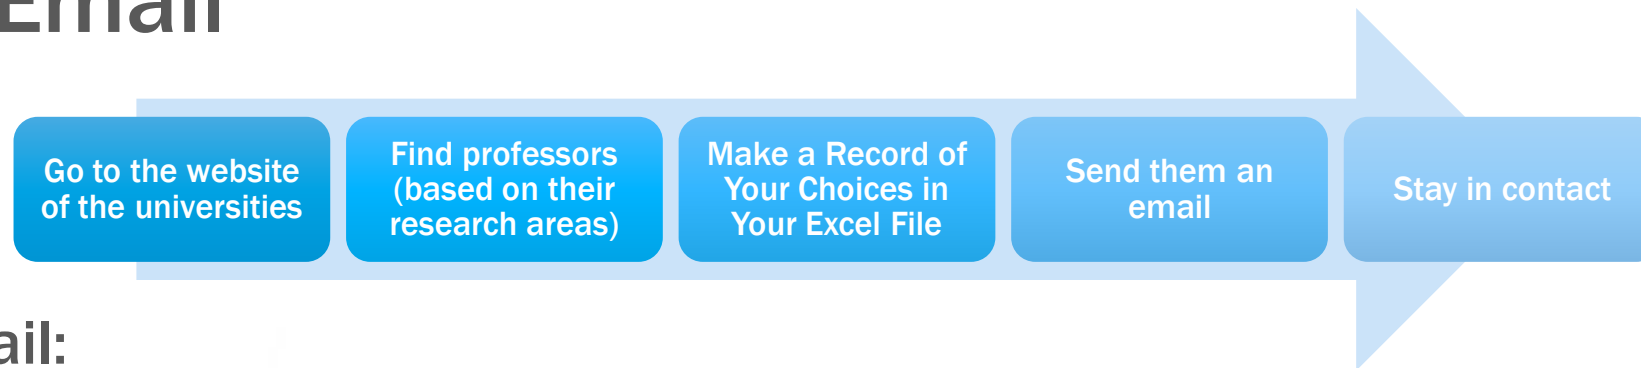 Email
Go to the website
of the universities
Find professors
(based on their
research areas)
Make a Record of
Your Choices in
Your Excel File
Send them an
email
Stay in contact
ail: